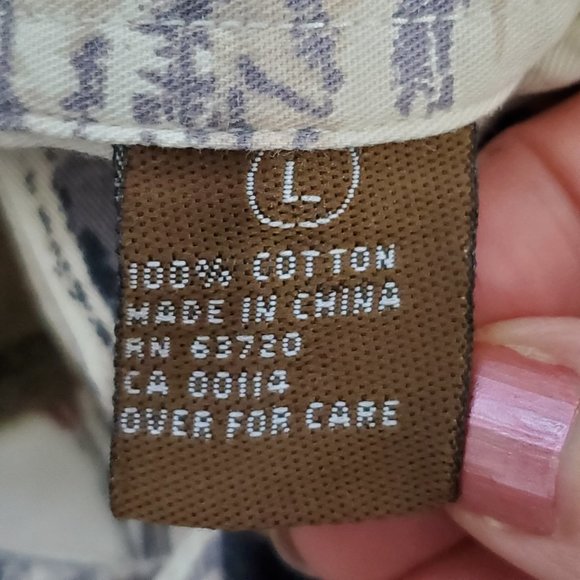 L
100% COTTON
MADE IN CHINA
RN 63720
CA 00114
OVER FOR CARE